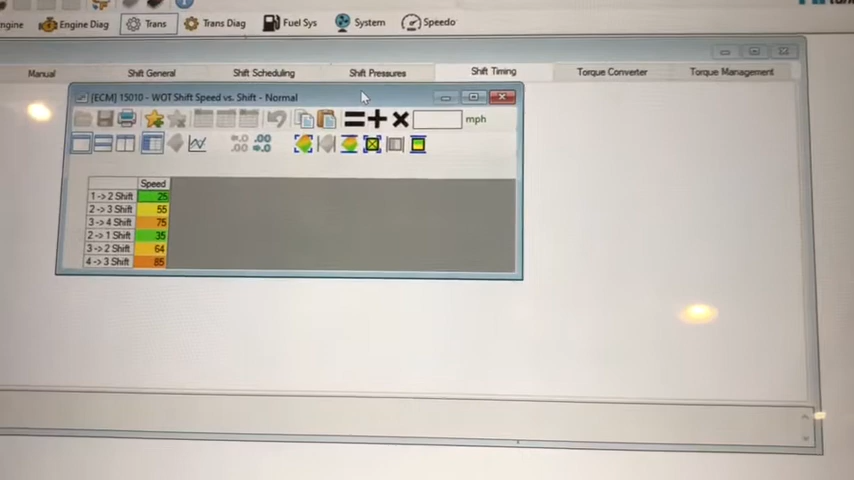 Engine Diag Trans Trans Diag Fuel Sys System Speedo
Manual Shift General Shift Scheduling Shift Pressures Shift Timing Torque Converter Torque Management
[ECM] 15010 - WOT Shift Speed vs. Shift - Normal
mph
Speed
1 -> 2 Shift 25
2 -> 3 Shift 55
3 -> 4 Shift 75
2 -> 1 Shift 35
3 -> 2 Shift 64
4 -> 3 Shift 85